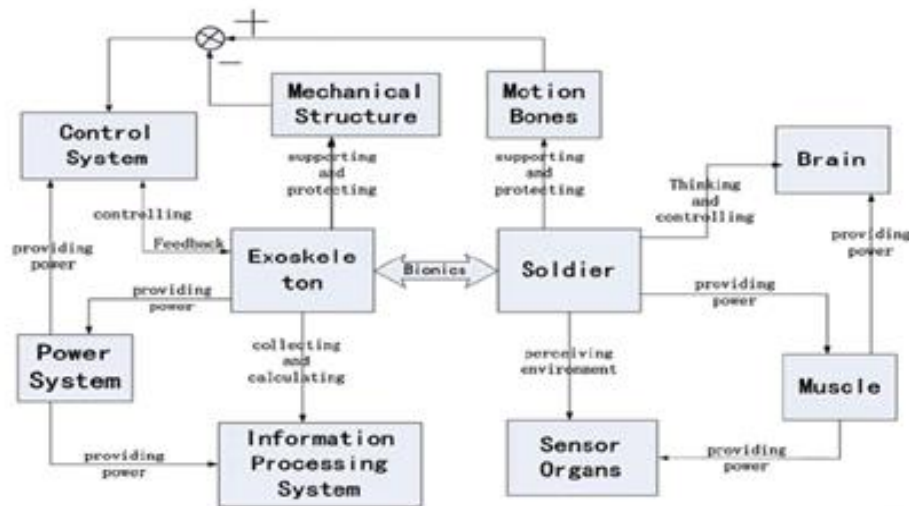 +
−
Mechanical
Structure
Motion
Bones
Control
System
Brain
supporting
and
protecting
supporting
and
protecting
Thinking
and
controlling
controlling
Feedback
providing
power
providing
power
Exoskele
ton
Bionics
Soldier
providing
power
providing
power
Power
System
collecting
and
calculating
perceiving
environment
Muscle
Information
Processing
System
Sensor
Organs
providing
power
providing
power